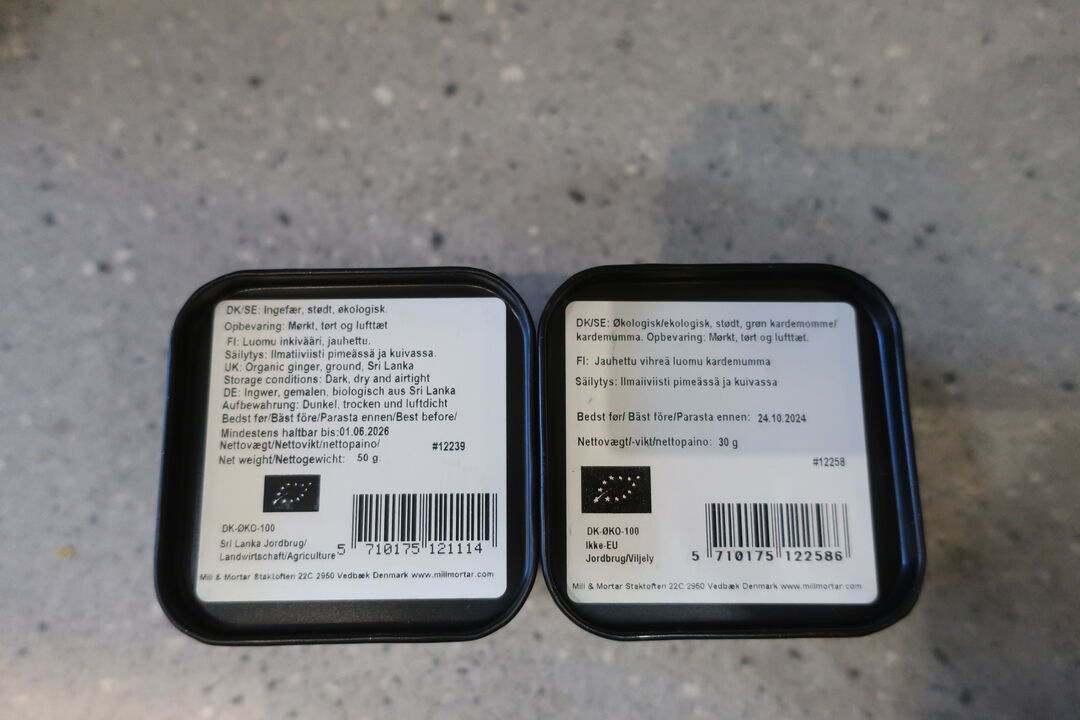 DK/SE: Ingefær, stødt, økologisk.
Opbevaring: Mørkt, tørt og lufttæt
FI: Luomu inkivääri, jauhettu.
Säilytys: Ilmatiiviisti pimeässä ja kuivassa.
UK: Organic ginger, ground, Sri Lanka
Storage conditions: Dark, dry and airtight
DE: Ingwer, gemalen, biologisch aus Sri Lanka
Aufbewahrung: Dunkel, trocken und luftdicht
Bedst før/Bäst före/Parasta ennen/Best before/
Mindestens haltbar bis:01.06.2026
Nettovægt/Nettovikt/nettopaino/
#12239
Net weight/Nettogewicht: 50 g.
DK-ØKO-100
Sri Lanka Jordbrug/
Landwirtschaft/Agriculture
5 710175 121114
Mill & Mortar Staktoften 22C 2950 Vedbæk Denmark www.millmortar.com
DK/SE: Økologisk/ekologisk, stødt, grøn kardemomme/
kardemumma. Opbevaring: Mørkt, tørt og lufttæt.
FI: Jauhettu vihreä luomu kardemumma
Säilytys: Ilmaiiviisti pimeässä ja kuivassa
Bedst før/ Bäst före/Parasta ennen: 24.10.2024
Nettovægt/-vikt/nettopaino: 30 g
#12258
DK-ØKO-100
Ikke-EU
Jordbrug/Viljely
5 710175 122586
Mill & Mortar Staktoften 22C 2950 Vedbæk Denmark www.millmortar.com